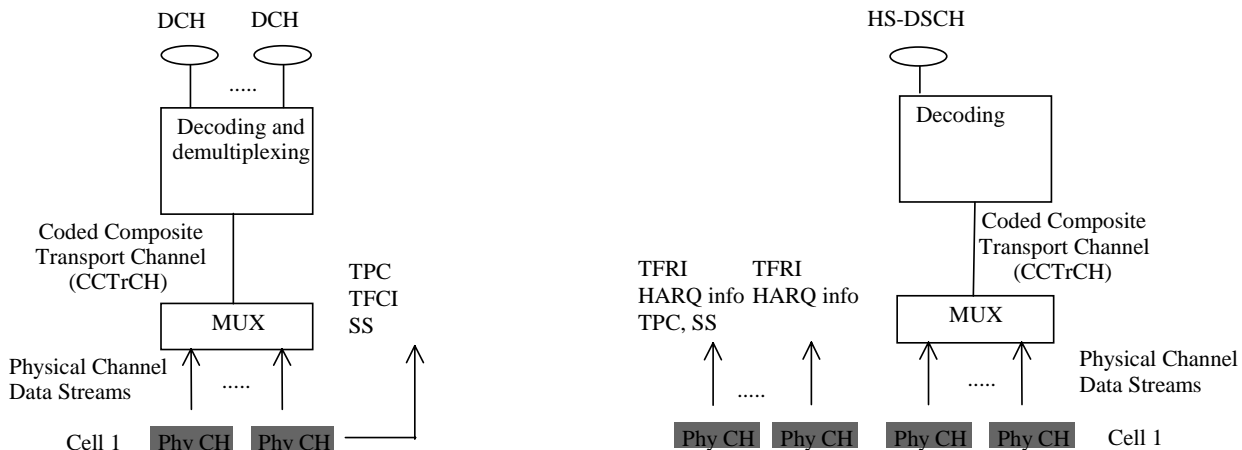 DCH DCH
.....
Decoding and
demultiplexing
Coded Composite
Transport Channel
(CCTrCH)
MUX
TPC
TFCI
SS
Physical Channel
Data Streams
.....
Cell 1 Phy CH Phy CH
HS-DSCH
Decoding
Coded Composite
Transport Channel
(CCTrCH)
TFRI
HARQ info
TPC, SS
TFRI
HARQ info
MUX
Physical Channel
Data Streams
.....
.....
Phy CH Phy CH Phy CH Phy CH Cell 1